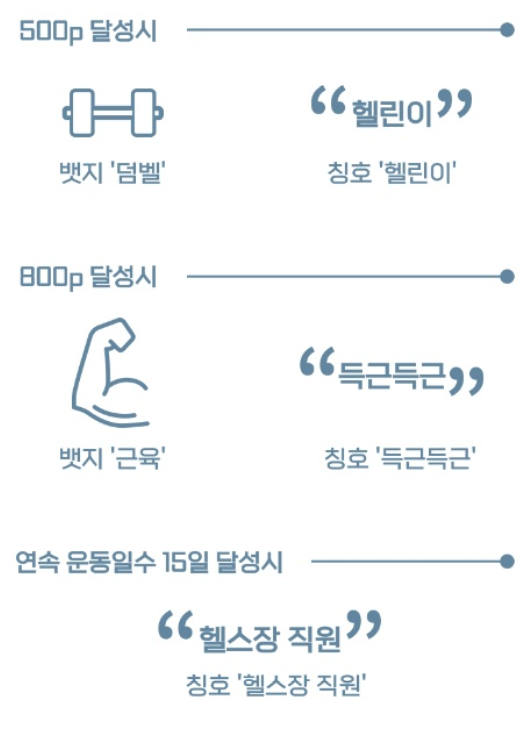 500p 달성시
“헬린이”
뱃지 '덤벨'
칭호 '헬린이'
800p 달성시
“득근득근”
뱃지 '근육'
칭호 '득근득근'
연속 운동일수 15일 달성시
“헬스장 직원”
칭호 '헬스장 직원'